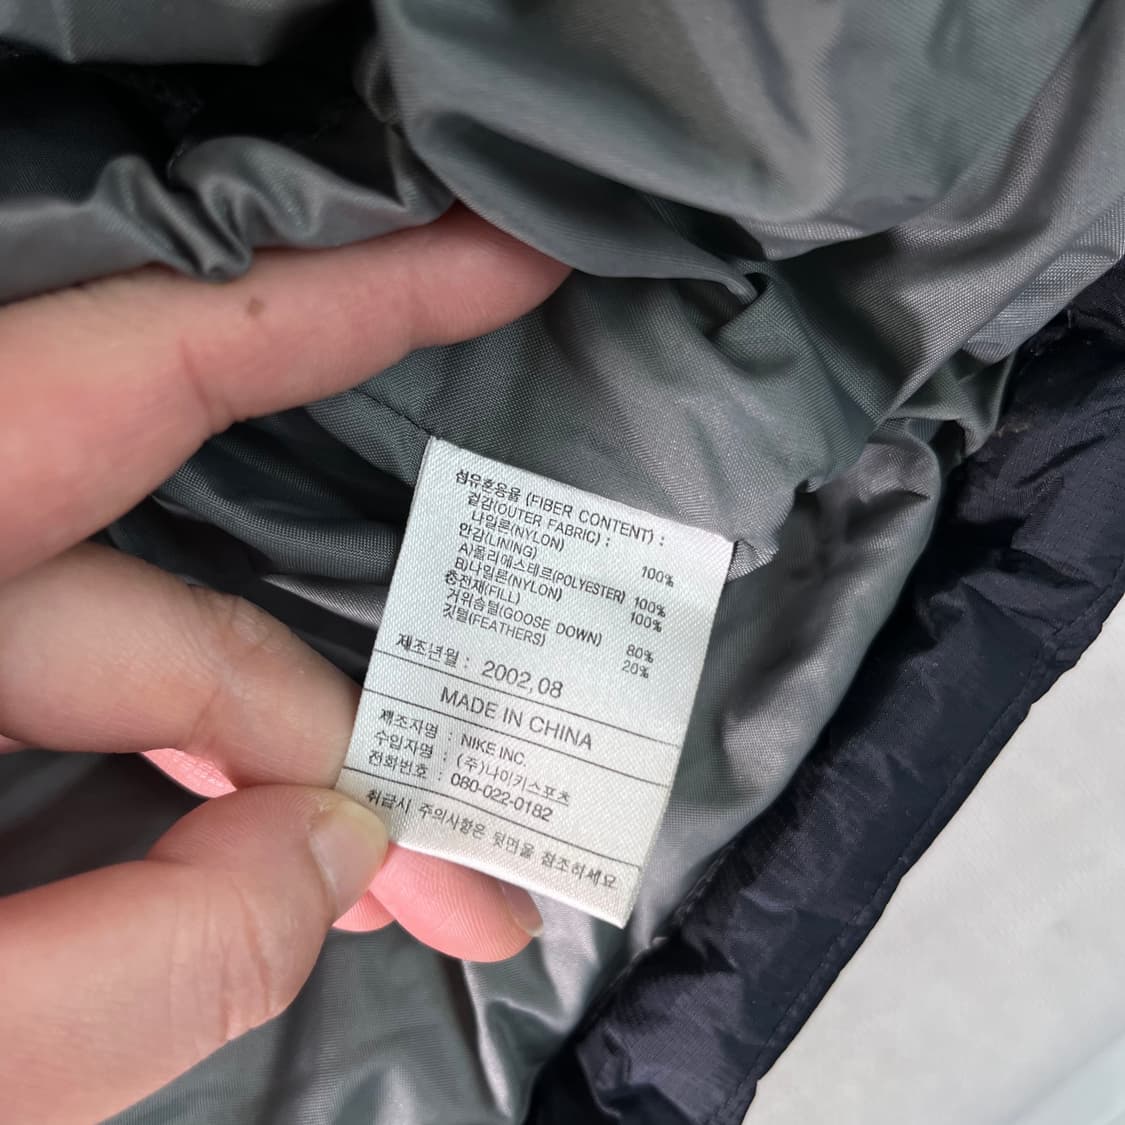 섬유혼용율 (FIBER CONTENT) :
겉감(OUTER FABRIC) :
나일론(NYLON) 100%
안감(LINING)
A)폴리에스테르(POLYESTER) 100%
B)나일론(NYLON) 100%
충전재(FILL)
거위솜털(GOOSE DOWN) 80%
깃털(FEATHERS) 20%
제조년월 : 2002,08
MADE IN CHINA
제조자명 : NIKE INC.
수입자명 : (주)나이키스포츠
전화번호 : 080-022-0182
취급시 주의사항은 뒷면을 참조하세요